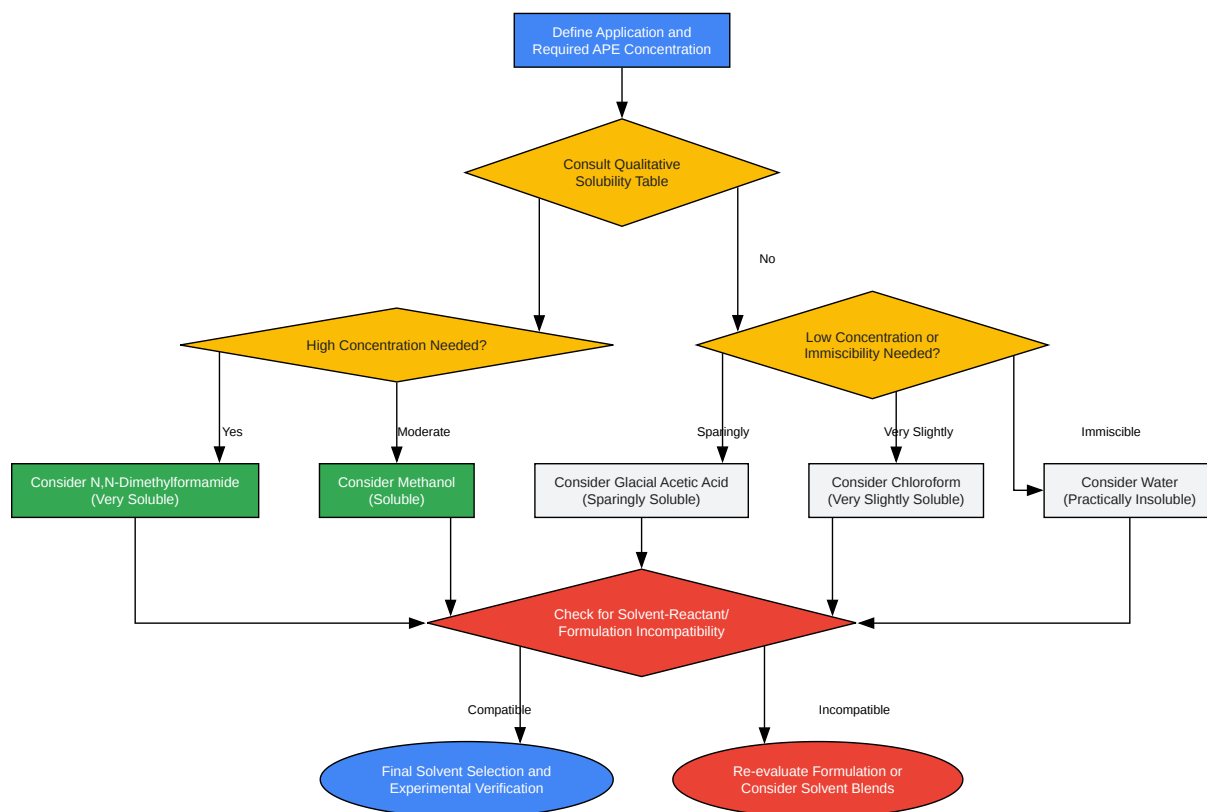 Define Application and
Required APE Concentration
Consult Qualitative
Solubility Table
No
High Concentration Needed?
Low Concentration or
Immiscibility Needed?
Yes
Moderate
Sparingly
Very Slightly
Immiscible
Consider N,N-Dimethylformamide
(Very Soluble)
Consider Methanol
(Soluble)
Consider Glacial Acetic Acid
(Sparingly Soluble)
Consider Chloroform
(Very Slightly Soluble)
Consider Water
(Practically Insoluble)
Check for Solvent-Reactant/
Formulation Incompatibility
Compatible
Incompatible
Final Solvent Selection and
Experimental Verification
Re-evaluate Formulation or
Consider Solvent Blends